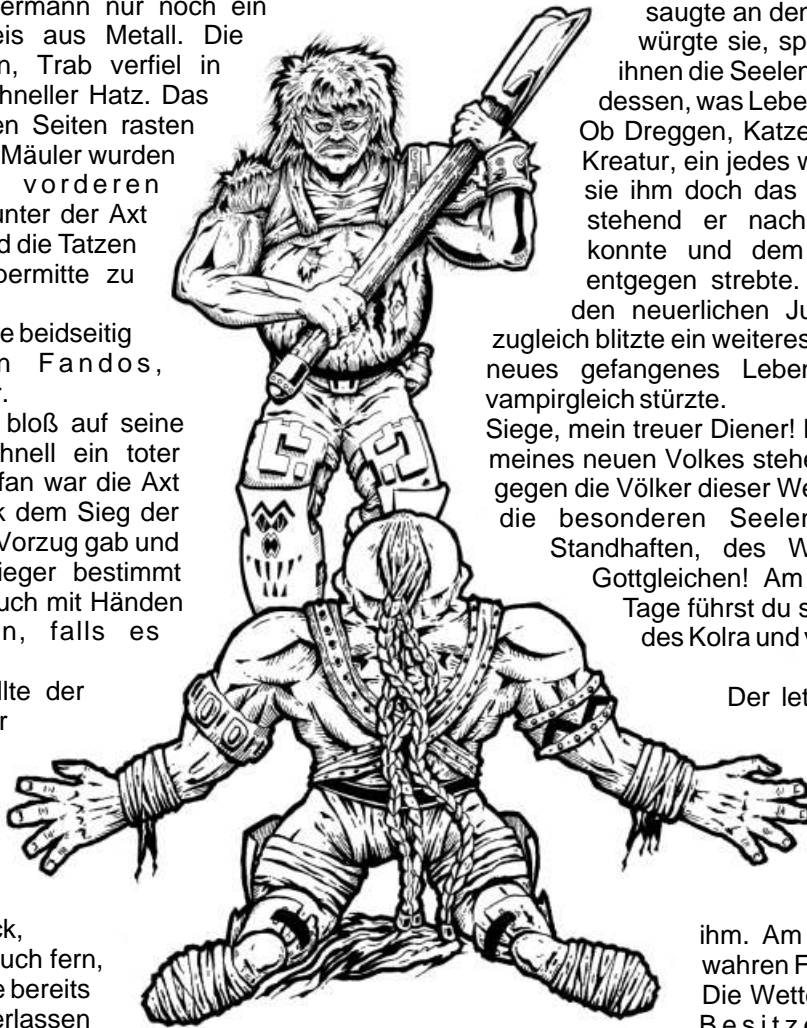 ermann nur noch ein
eis aus Metall. Die
n, Trab verfiel in
hneller Hatz. Das
en Seiten rasten
Mäuler wurden
vorderen
unter der Axt
d die Tatzen
permitte zu
e beidseitig
n Fandos,
r.
bloß auf seine
hnell ein toter
fan war die Axt
k dem Sieg der
Vorzug gab und
ieger bestimmt
uch mit Händen
n, falls es
llte der
r
ck,
uch fern,
e bereits
erlassen
saugte an den
würgte sie, sp
ihnen die Seelen
dessen, was Lebe
Ob Dreggen, Katze
Kreatur, ein jedes w
sie ihm doch das
stehend er nach
konnte und dem
entgegen strebte.
den neuerlichen Ju
zugleich blitzte ein weiteres
neues gefangenes Leben
vampirgleich stürzte.
Siege, mein treuer Diener!
meines neuen Volkes stehe
gegen die Völker dieser We
die besonderen Seelen
Standhaften, des W
Gottgleichen! Am
Tage führst du s
des Kolra und v
Der let
ihm. Am
wahren F
Die Wette
Besitze